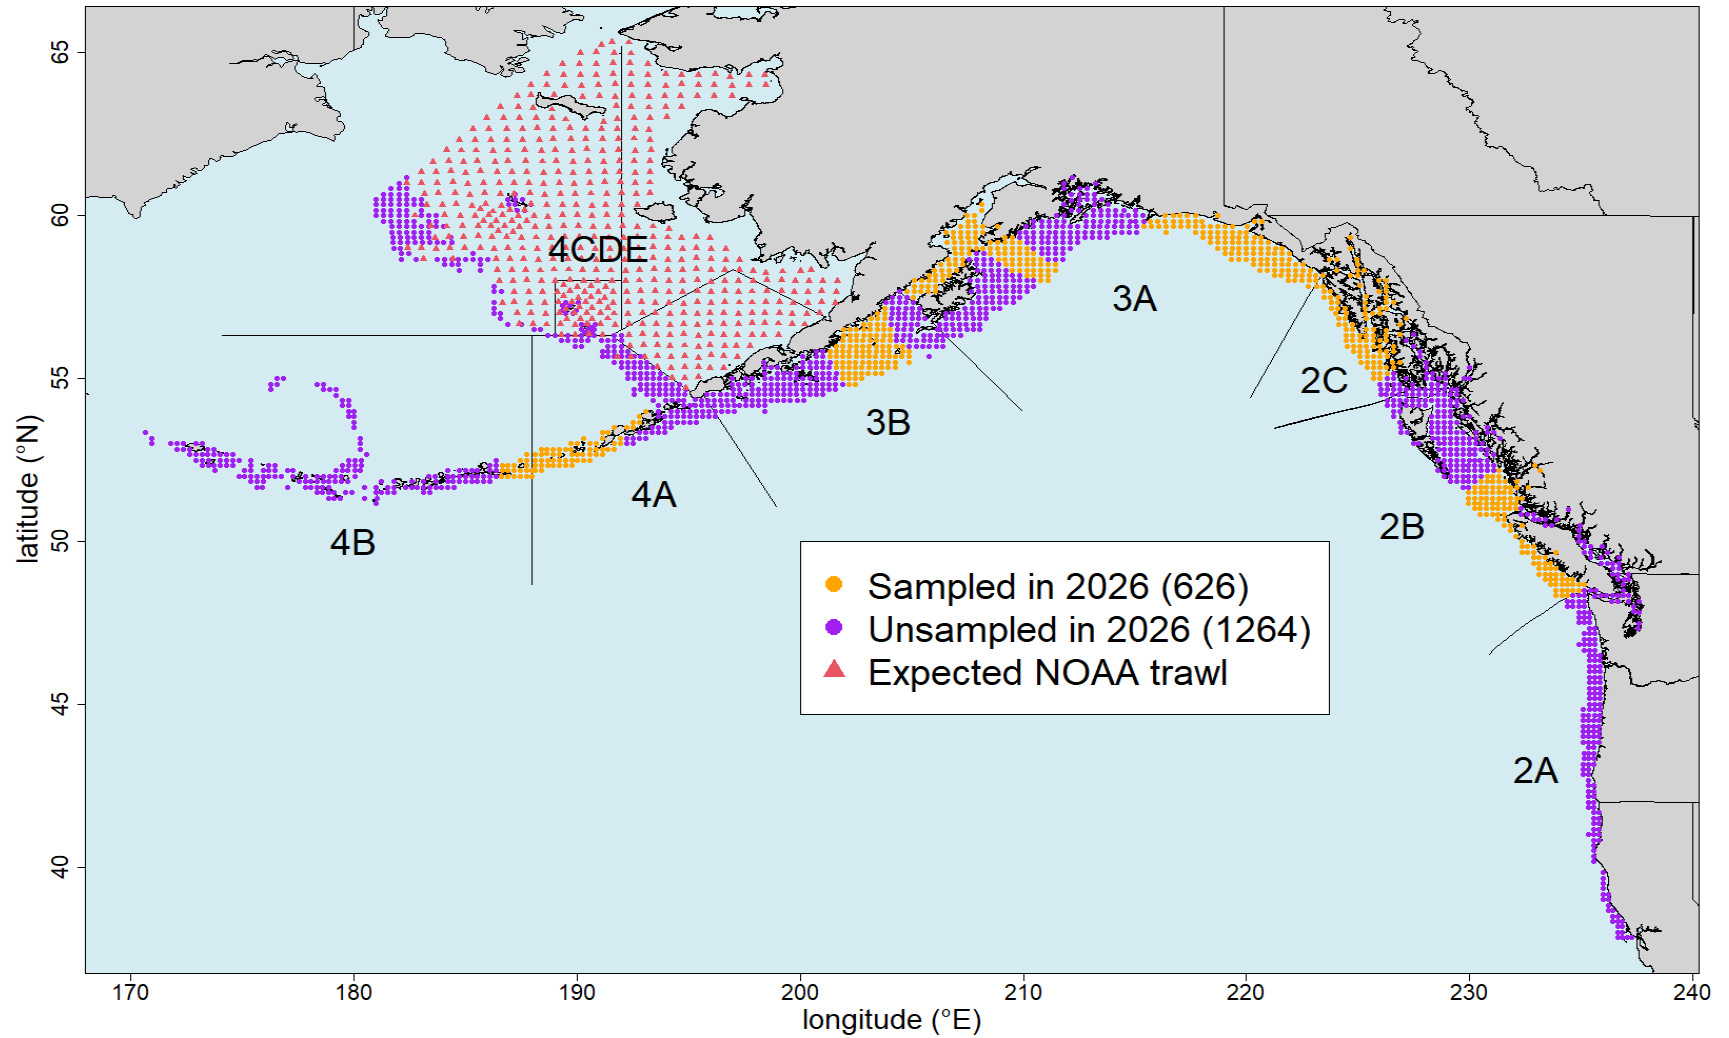 65
60
55
50
45
40
latitude (°N)
4CDE
3A
2C
3B
4A
2B
4B
2A
Sampled in 2026 (626)
Unsampled in 2026 (1264)
Expected NOAA trawl
170
180
190
200
210
220
230
240
longitude (°E)